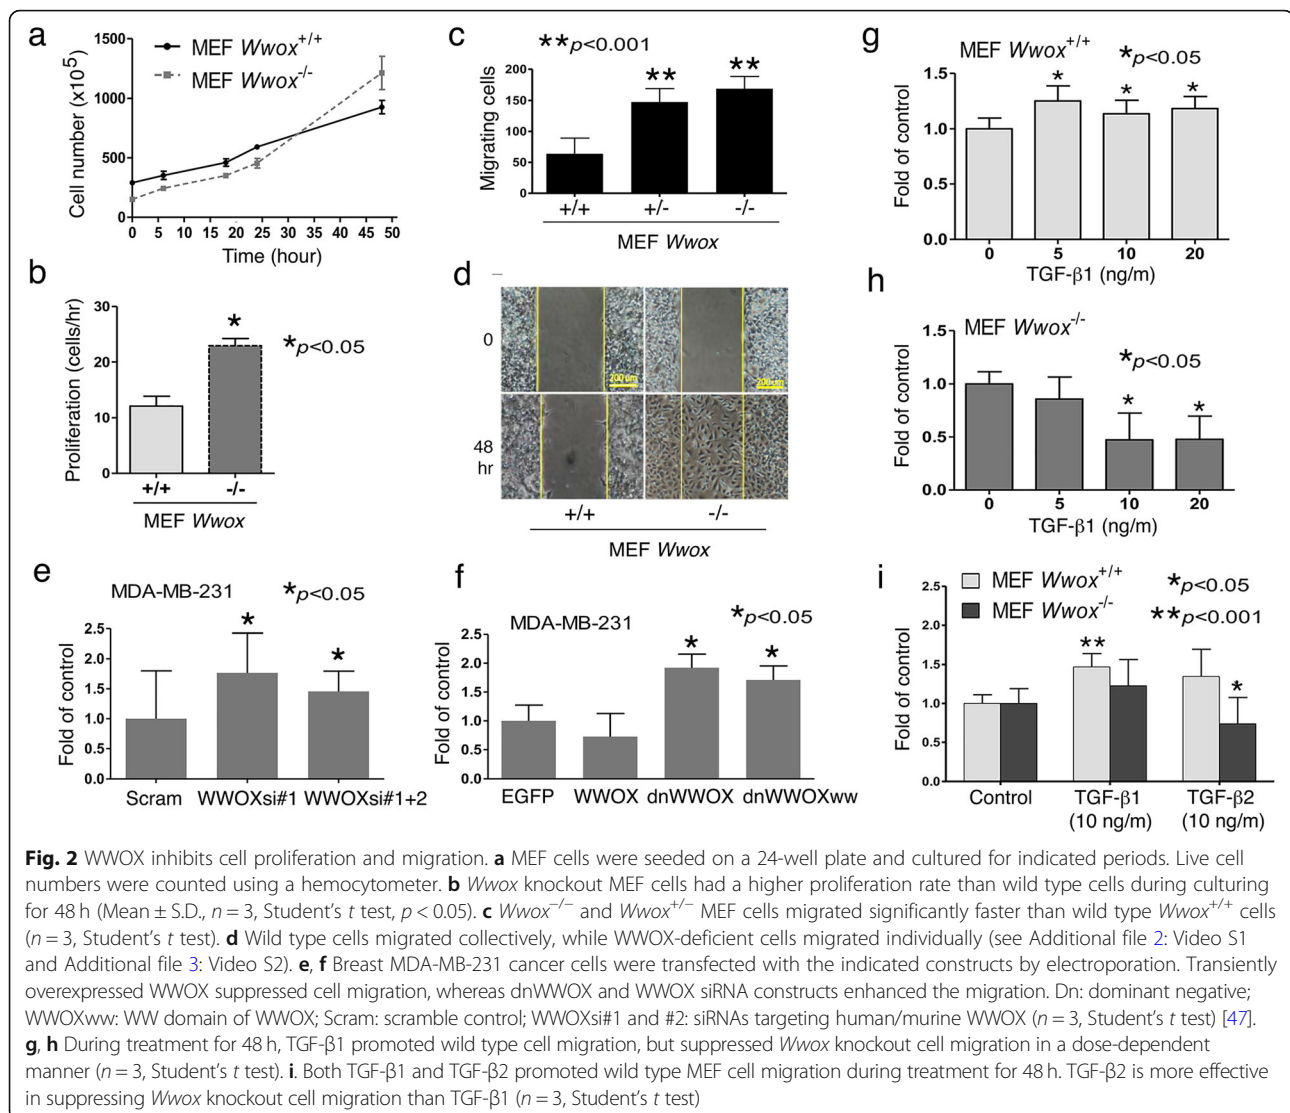 a
1500
1000
500
0
Cell number (x10⁵)
MEF Wwox+/+
MEF Wwox-/-
0 5 10 15 20 25 30 35 40 45 50
Time (hour)
b
30
20
10
0
Proliferation (cells/hr)
*
*p<0.05
+/+ -/-
MEF Wwox
c
**p<0.001
200
150
100
50
0
Migrating cells
** **
+/+ +/- -/-
MEF Wwox
d
0
200 um 200 um
48
hr
+/+ -/-
MEF Wwox
e
MDA-MB-231 *p<0.05
2.5
2.0
1.5
1.0
0.5
0.0
Fold of control
* *
Scram WWOXsi#1 WWOXsi#1+2
f
MDA-MB-231 *p<0.05
2.5
2.0
1.5
1.0
0.5
0.0
Fold of control
* *
EGFP WWOX dnWWOX dnWWOXww
g
MEF Wwox+/+ *p<0.05
1.5
1.0
0.5
0.0
Fold of control
* * *
0 5 10 20
TGF-β1 (ng/m)
h
MEF Wwox-/-
*p<0.05
1.5
1.0
0.5
0.0
Fold of control
* *
0 5 10 20
TGF-β1 (ng/m)
i
MEF Wwox+/+ *p<0.05
MEF Wwox-/- **p<0.001
2.5
2.0
1.5
1.0
0.5
0.0
Fold of control
** *
Control TGF-β1 TGF-β2
(10 ng/m) (10 ng/m)
Fig. 2 WWOX inhibits cell proliferation and migration. a MEF cells were seeded on a 24-well plate and cultured for indicated periods. Live cell
numbers were counted using a hemocytometer. b Wwox knockout MEF cells had a higher proliferation rate than wild type cells during culturing
for 48 h (Mean ± S.D., n = 3, Student's t test, p < 0.05). c Wwox−/− and Wwox+/− MEF cells migrated significantly faster than wild type Wwox+/+ cells
(n = 3, Student's t test). d Wild type cells migrated collectively, while WWOX-deficient cells migrated individually (see Additional file 2: Video S1
and Additional file 3: Video S2). e, f Breast MDA-MB-231 cancer cells were transfected with the indicated constructs by electroporation. Transiently
overexpressed WWOX suppressed cell migration, whereas dnWWOX and WWOX siRNA constructs enhanced the migration. Dn: dominant negative;
WWOXww: WW domain of WWOX; Scram: scramble control; WWOXsi#1 and #2: siRNAs targeting human/murine WWOX (n = 3, Student's t test) [47].
g, h During treatment for 48 h, TGF-β1 promoted wild type cell migration, but suppressed Wwox knockout cell migration in a dose-dependent
manner (n = 3, Student's t test). i. Both TGF-β1 and TGF-β2 promoted wild type MEF cell migration during treatment for 48 h. TGF-β2 is more effective
in suppressing Wwox knockout cell migration than TGF-β1 (n = 3, Student's t test)